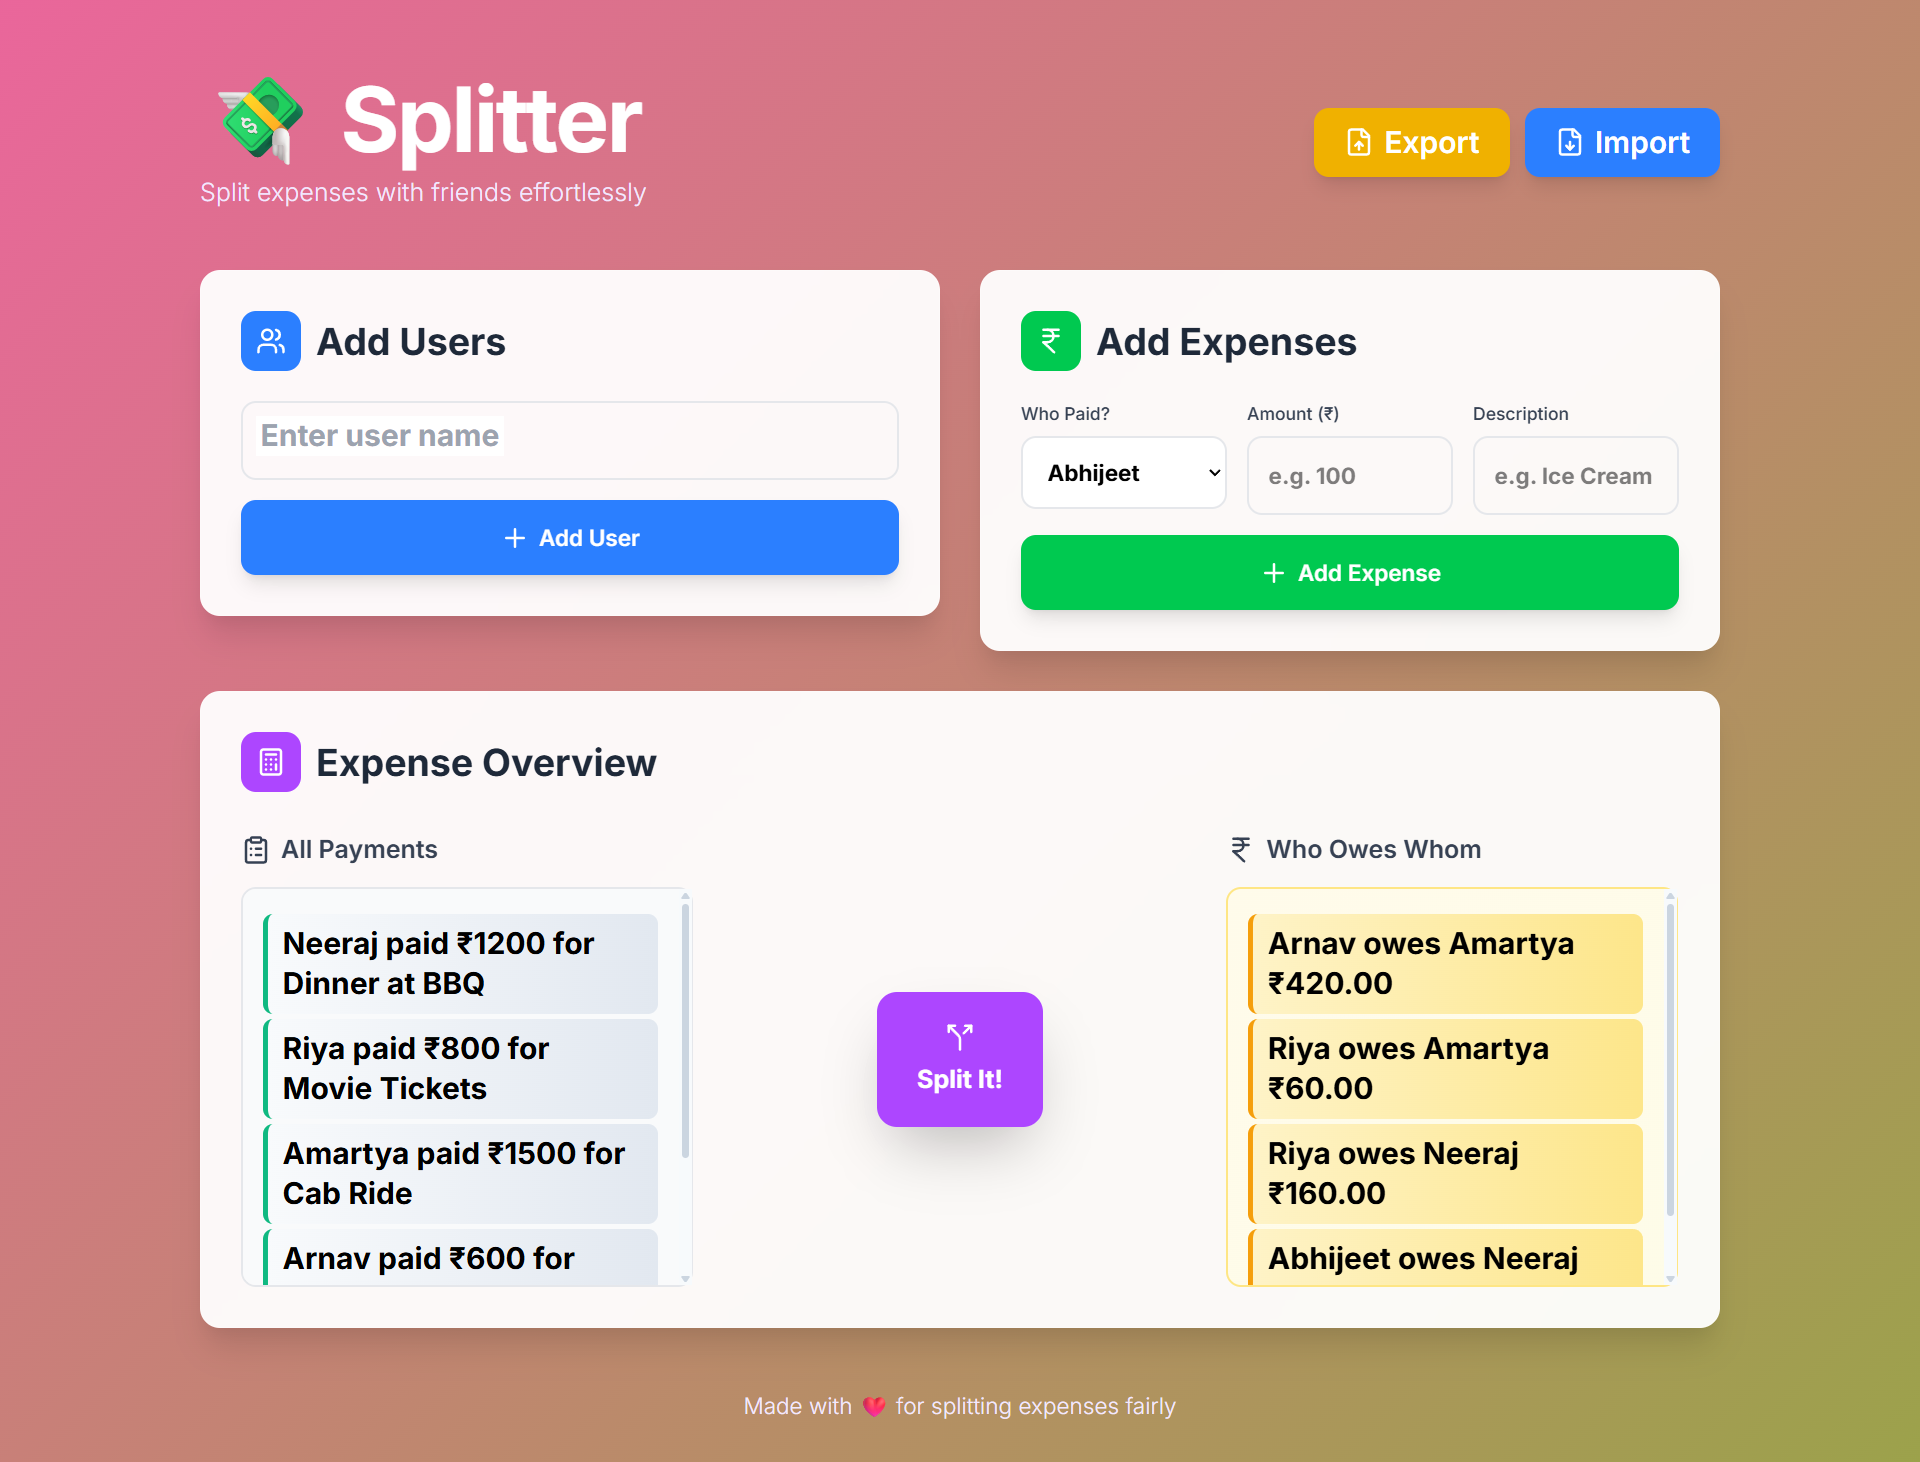 Splitter
Split expenses with friends effortlessly
Export
Import
Add Users
Enter user name
Add User
Add Expenses
Who Paid?
Amount (₹)
Description
Abhijeet
e.g. 100
e.g. Ice Cream
Add Expense
Expense Overview
All Payments
Neeraj paid ₹1200 for
Dinner at BBQ
Riya paid ₹800 for
Movie Tickets
Amartya paid ₹1500 for
Cab Ride
Arnav paid ₹600 for
Split It!
Who Owes Whom
Arnav owes Amartya
₹420.00
Riya owes Amartya
₹60.00
Riya owes Neeraj
₹160.00
Abhijeet owes Neeraj
Made with ❤️ for splitting expenses fairly